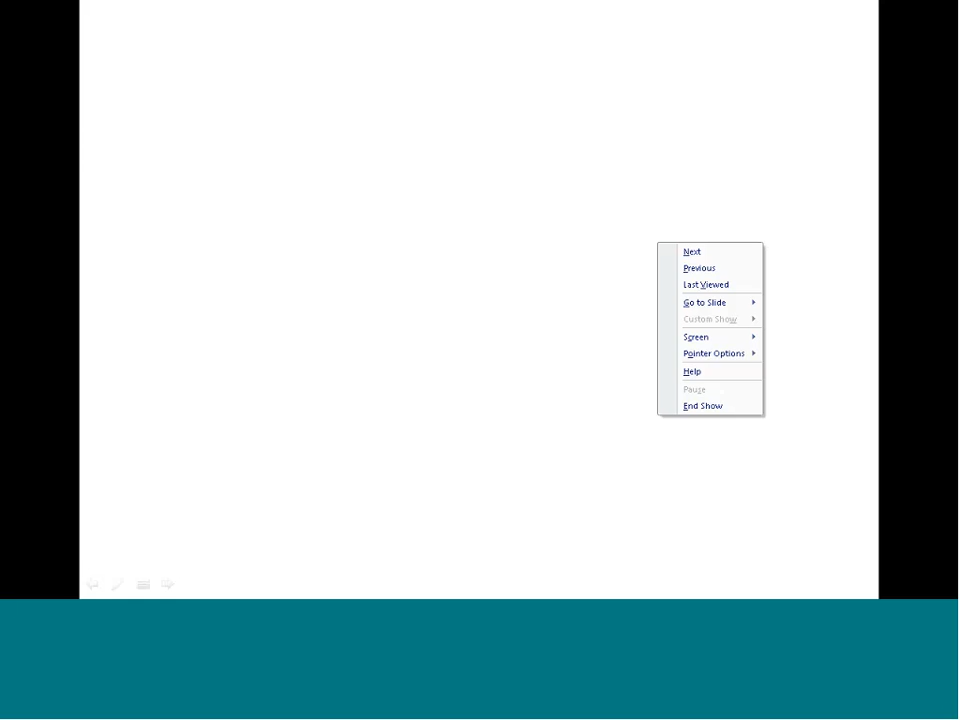 Next
Previous
Last Viewed
Go to Slide
Custom Show
Screen
Pointer Options
Help
Pause
End Show